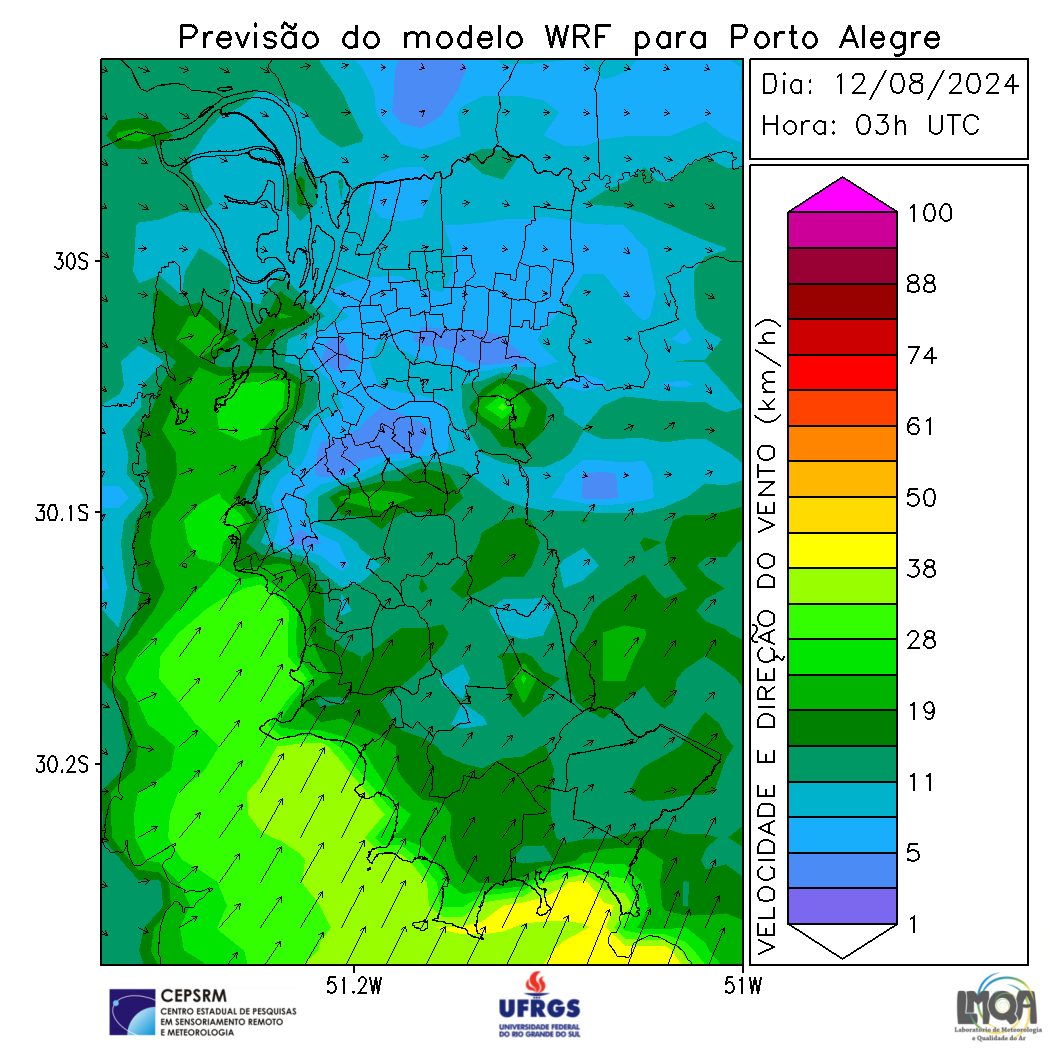 Previsão do modelo WRF para Porto Alegre
Dia: 12/08/2024
Hora: 03h UTC
30S
30.1S
30.2S
51.2W
51W
VELOCIDADE E DIREÇÃO DO VENTO (km/h)
100
88
74
61
50
38
28
19
11
5
1
CEPSRM
CENTRO ESTADUAL DE PESQUISAS
EM SENSORIAMENTO REMOTO
E METEOROLOGIA
UFRGS
UNIVERSIDADE FEDERAL
DO RIO GRANDE DO SUL
LMQA
Laboratório de Meteorologia
e Qualidade do Ar